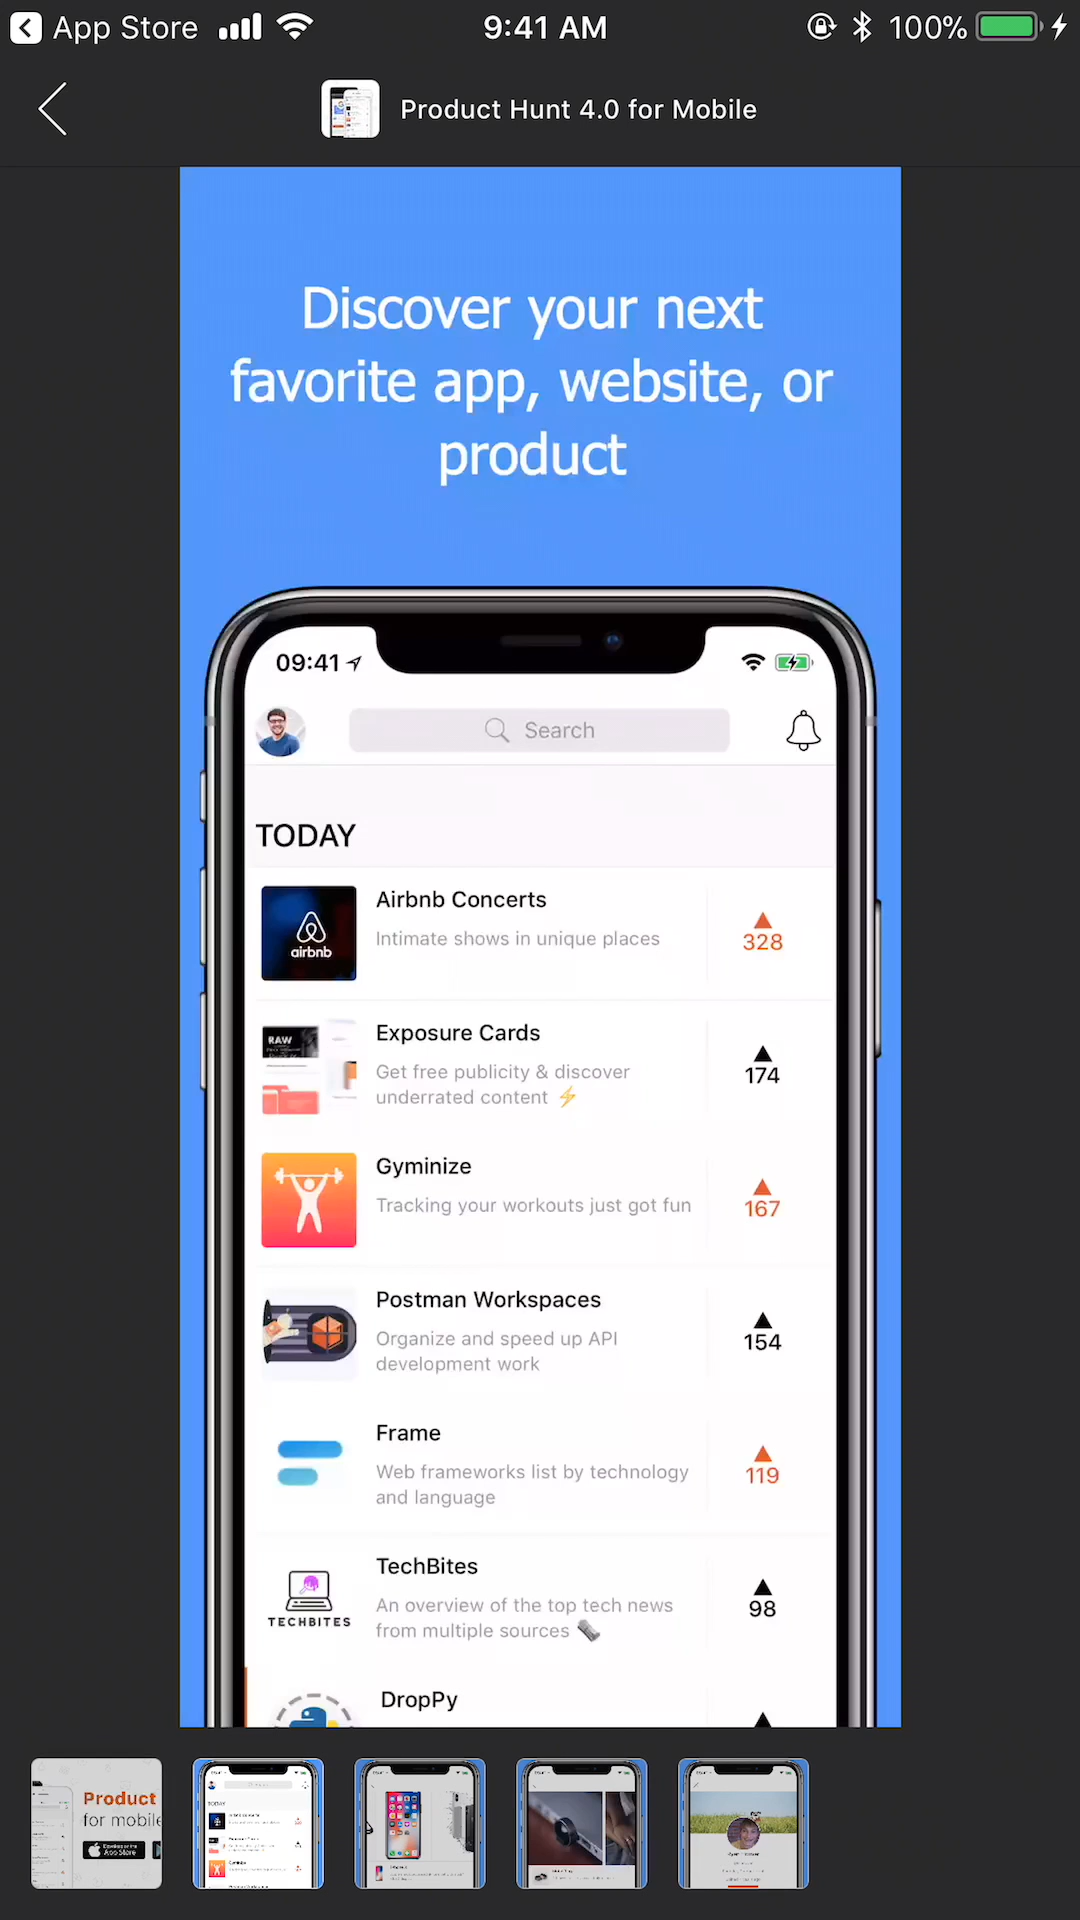 App Store
9:41 AM
100%
Product Hunt 4.0 for Mobile
Discover your next
favorite app, website, or
product
09:41
Search
TODAY
airbnb
Airbnb Concerts
Intimate shows in unique places
328
RAW
Exposure Cards
Get free publicity & discover
underrated content ⚡
174
Gyminize
Tracking your workouts just got fun
167
Postman Workspaces
Organize and speed up API
development work
154
Frame
Web frameworks list by technology
and language
119
TECHBITES
TechBites
An overview of the top tech news
from multiple sources 🗞
98
DropPy
Product
for mobile
App Store